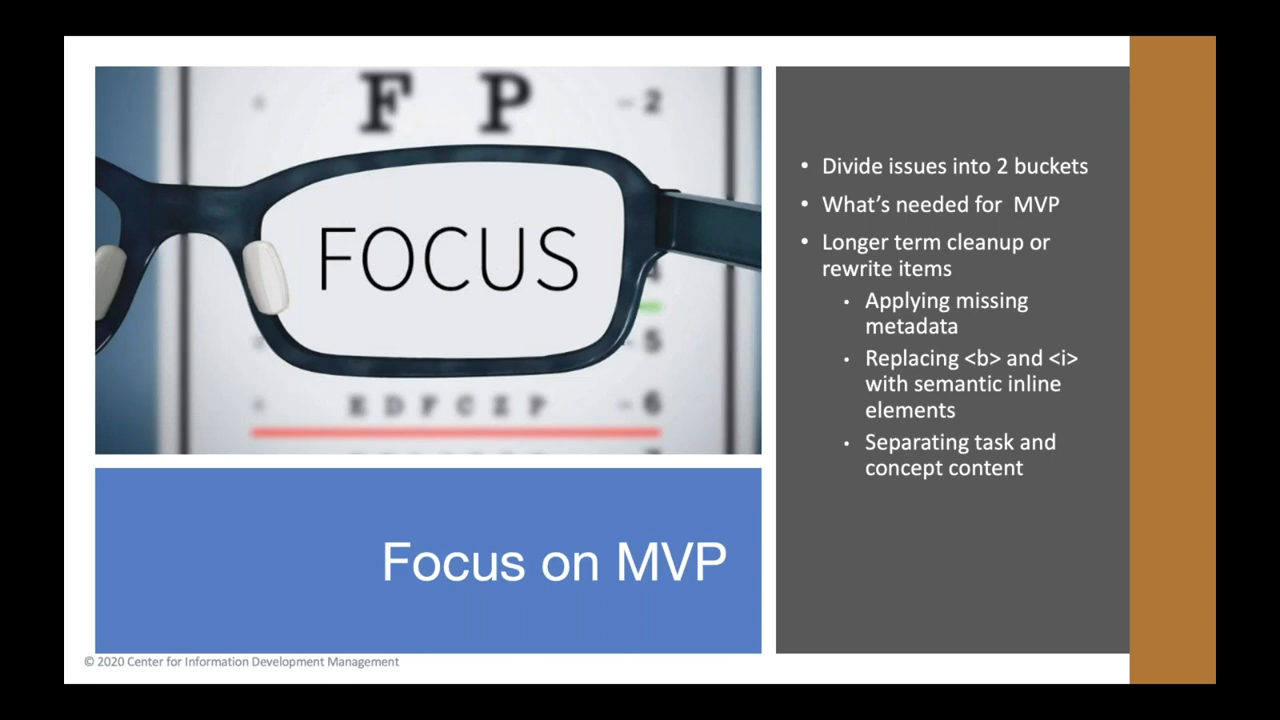 F P
2
FOCUS
5
E D F C Z P
6
Focus on MVP
• Divide issues into 2 buckets
• What's needed for  MVP
• Longer term cleanup or
rewrite items
• Applying missing
metadata
• Replacing <b> and <i>
with semantic inline
elements
• Separating task and
concept content
© 2020 Center for Information Development Management